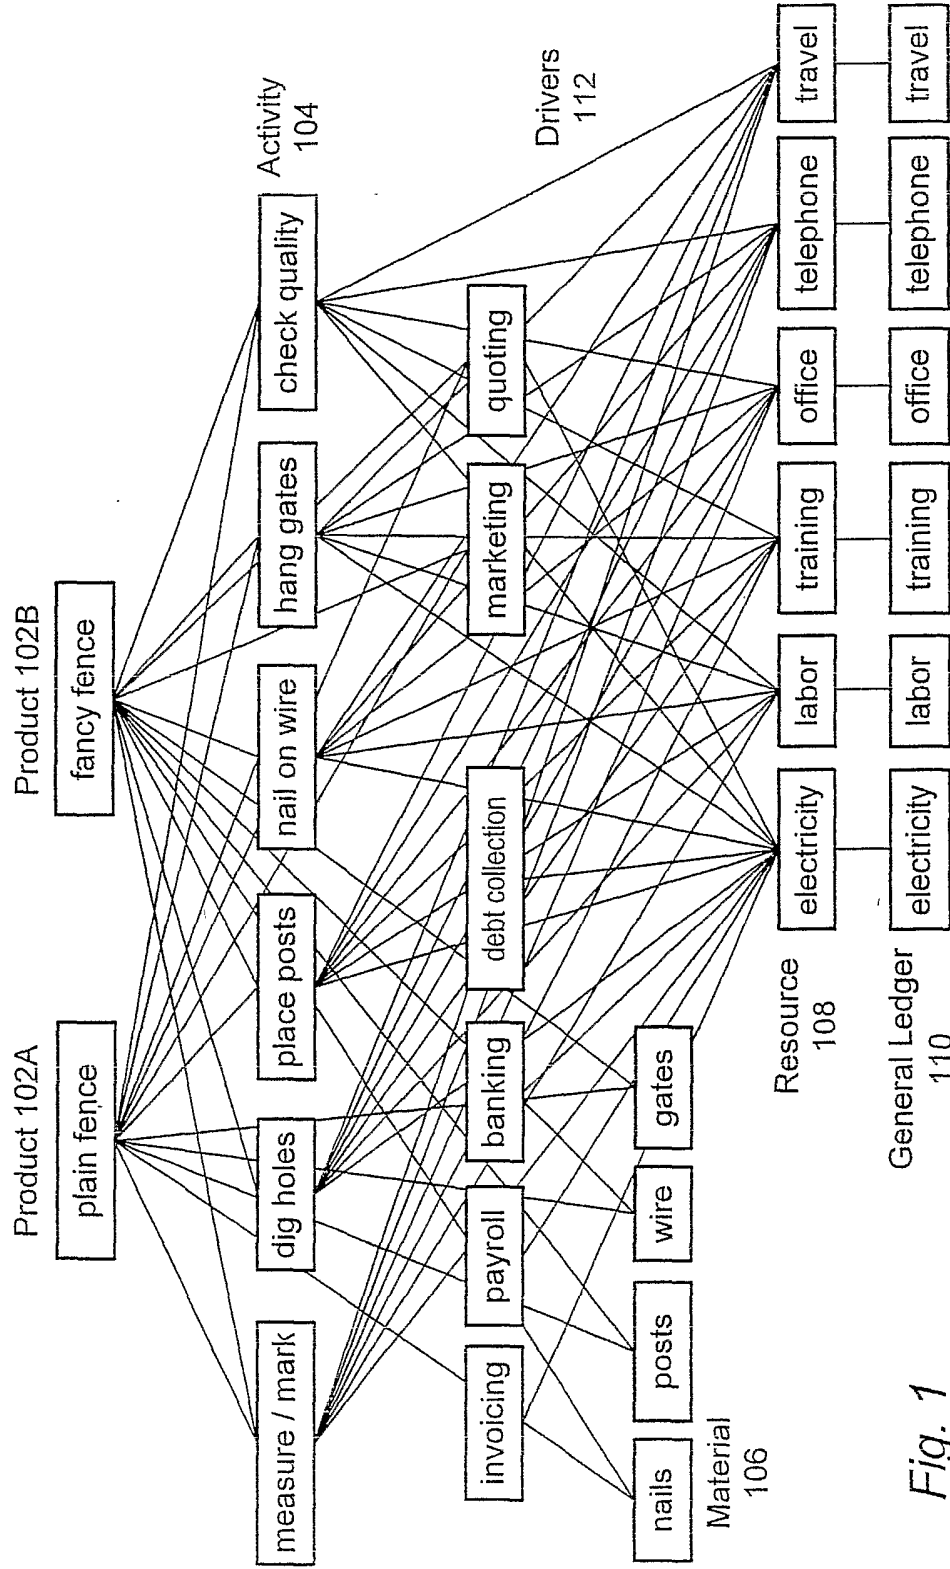 Product 102A
Product 102B
plain fence
fancy fence
Activity
104
measure / mark
dig holes
place posts
nail on wire
hang gates
check quality
invoicing
payroll
banking
debt collection
marketing
quoting
Drivers
112
nails
posts
wire
gates
Material
106
Resource
108
electricity
labor
training
office
telephone
travel
General Ledger
110
electricity
labor
training
office
telephone
travel
Fig. 1